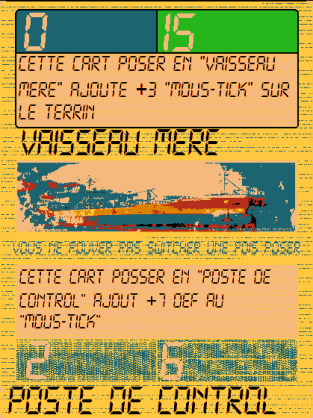 0 15
CETTE CART POSER EN "VAISSEAU
MERE" AJOUTE +3 "MOUS-TICK" SUR
LE TERRIN
VAISSEAU MERE
VOUS NE POUVER PAS SWITCHER UNE FOIS POSER
CETTE CART POSSER EN "POSTE DE
CONTROL" AJOUT +1 DEF AU
"MOUS-TICK"
2 6
POSTE DE CONTROL